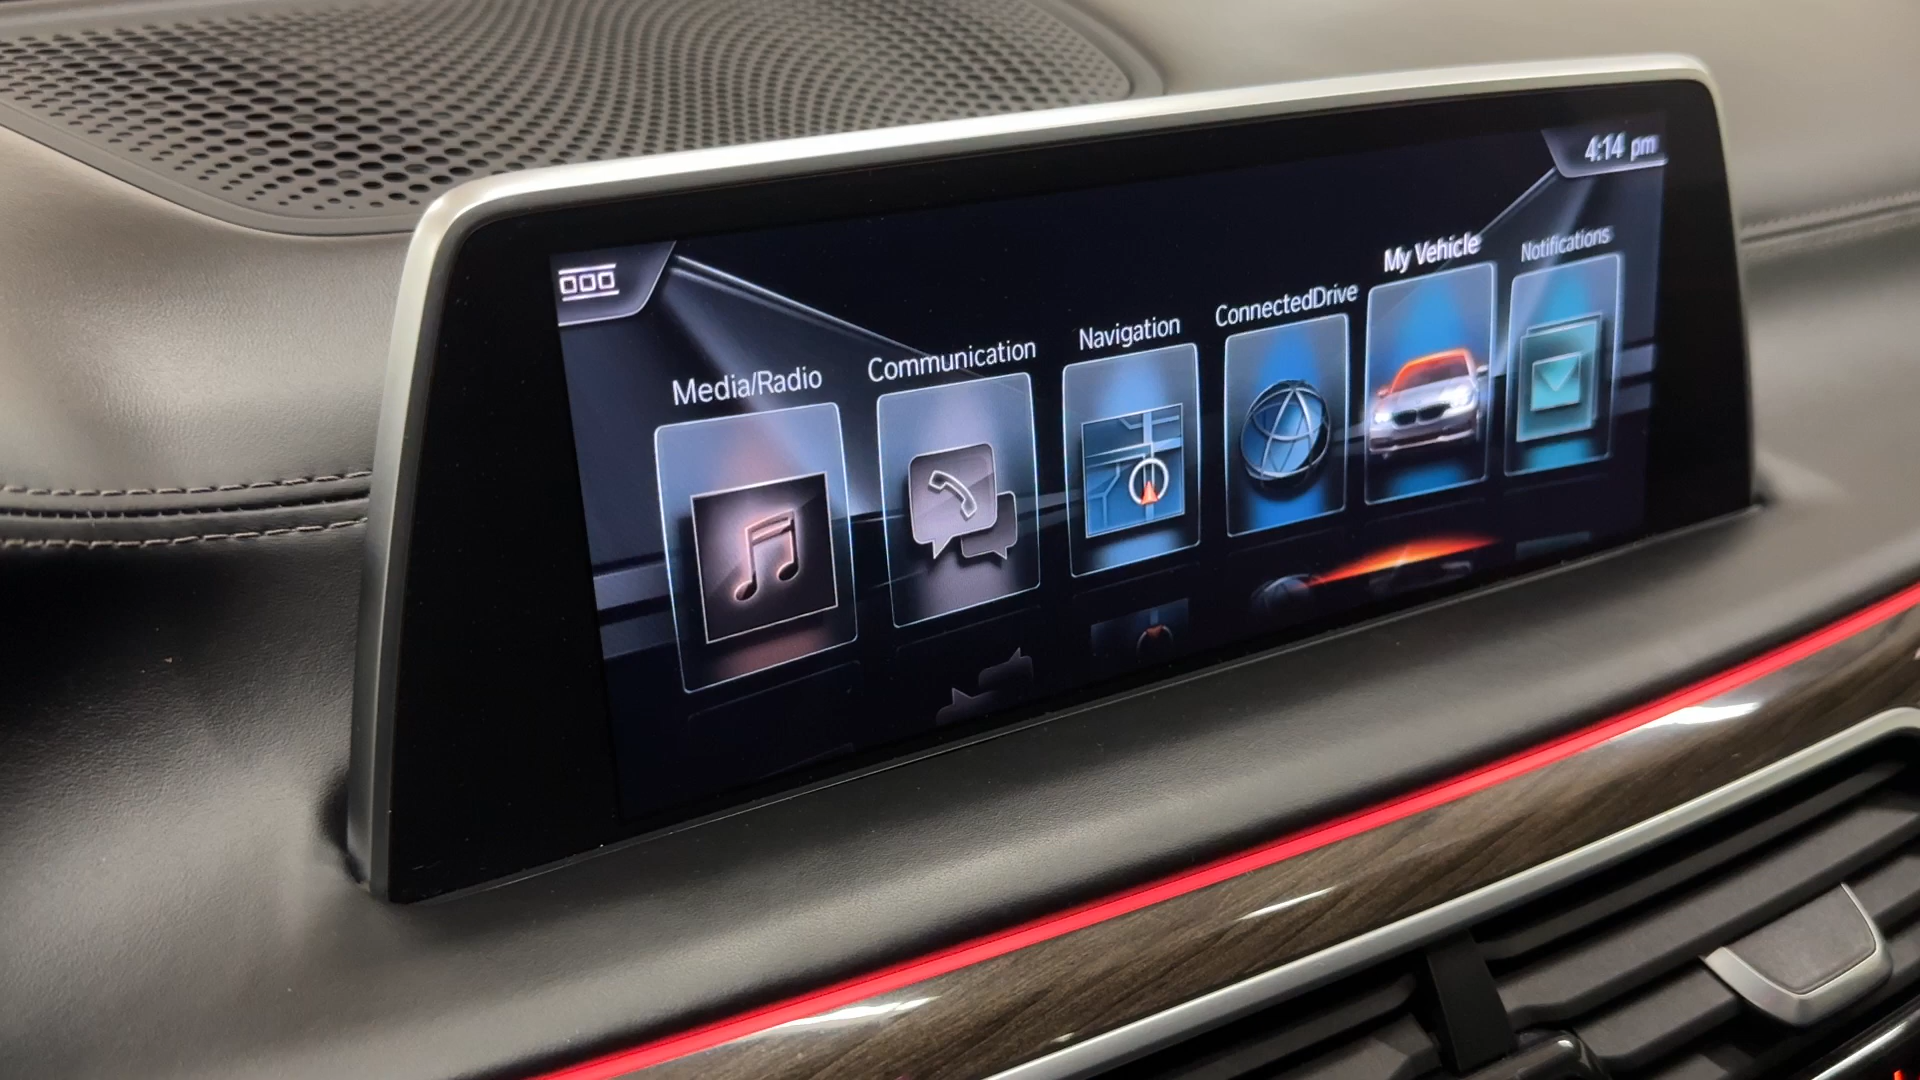 4:14 pm
Media/Radio
Communication
Navigation
ConnectedDrive
My Vehicle
Notifications